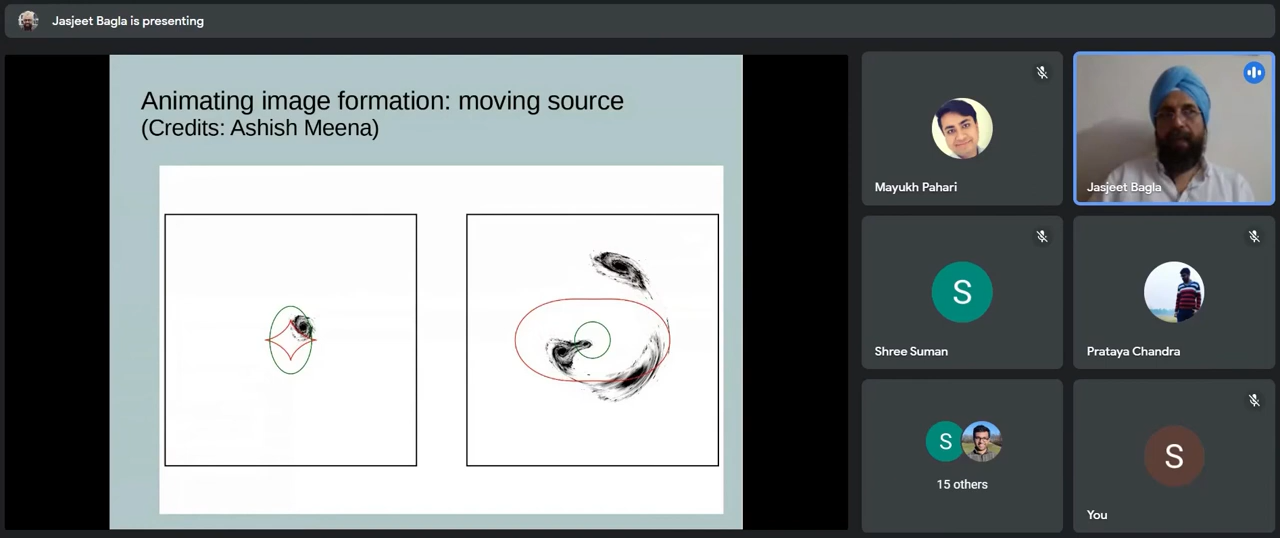 Jasjeet Bagla is presenting
Animating image formation: moving source
(Credits: Ashish Meena)
Mayukh Pahari
Jasjeet Bagla
S
Shree Suman
Prataya Chandra
S
15 others
S
You